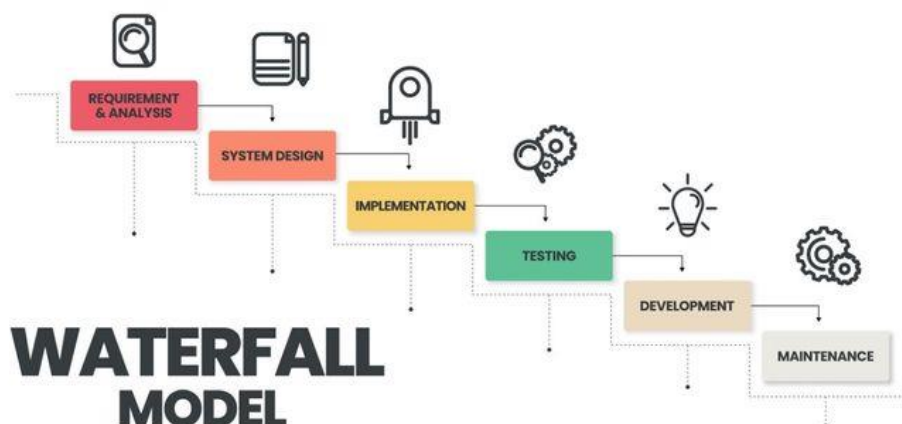 REQUIREMENT
& ANALYSIS
SYSTEM DESIGN
IMPLEMENTATION
TESTING
DEVELOPMENT
MAINTENANCE
WATERFALL
MODEL